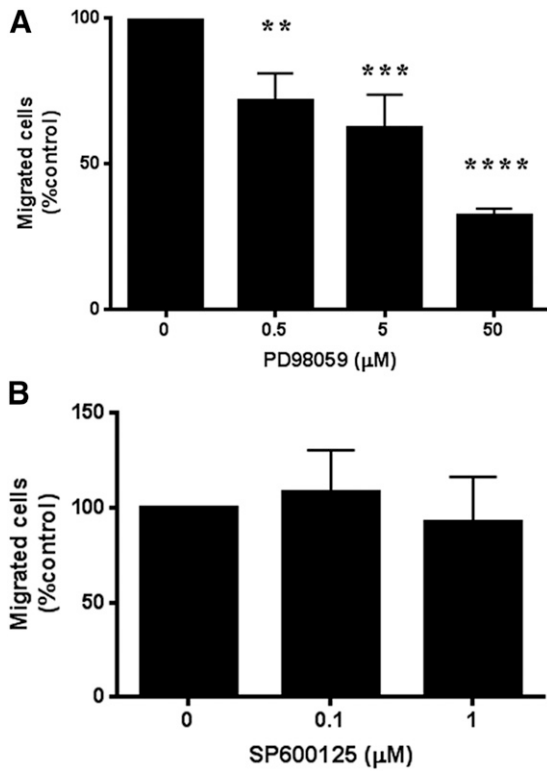 A
Migrated cells
(%control)
100
50
0
**
***
****
0
0.5
5
50
PD98059 (μM)
B
Migrated cells
(%control)
150
100
50
0
0
0.1
1
SP600125 (μM)